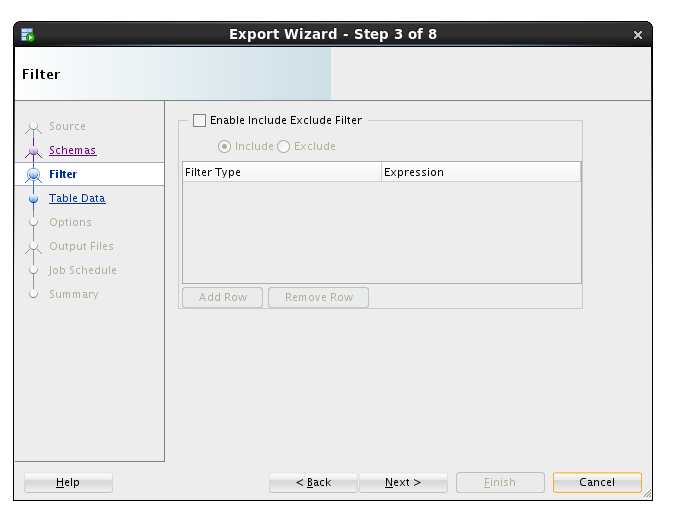 Export Wizard - Step 3 of 8
Filter
Source
Schemas
Filter
Table Data
Options
Output Files
Job Schedule
Summary
Enable Include Exclude Filter
Include Exclude
Filter Type Expression
Add Row Remove Row
Help < Back Next > Finish Cancel